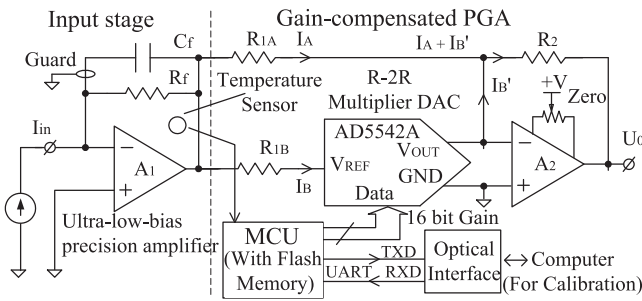 Input stage
Gain-compensated PGA
Guard
Cf
R1A
IA
IA + IB'
R2
Rf
Temperature
Sensor
R-2R
Multiplier DAC
IB'
+V
Zero
Iin
AD5542A
U0
A1
R1B
VREF
VOUT
A2
IB
GND
Data
Ultra-low-bias
precision amplifier
16 bit Gain
MCU
(With Flash
Memory)
TXD
UART
RXD
Optical
Interface
Computer
(For Calibration)